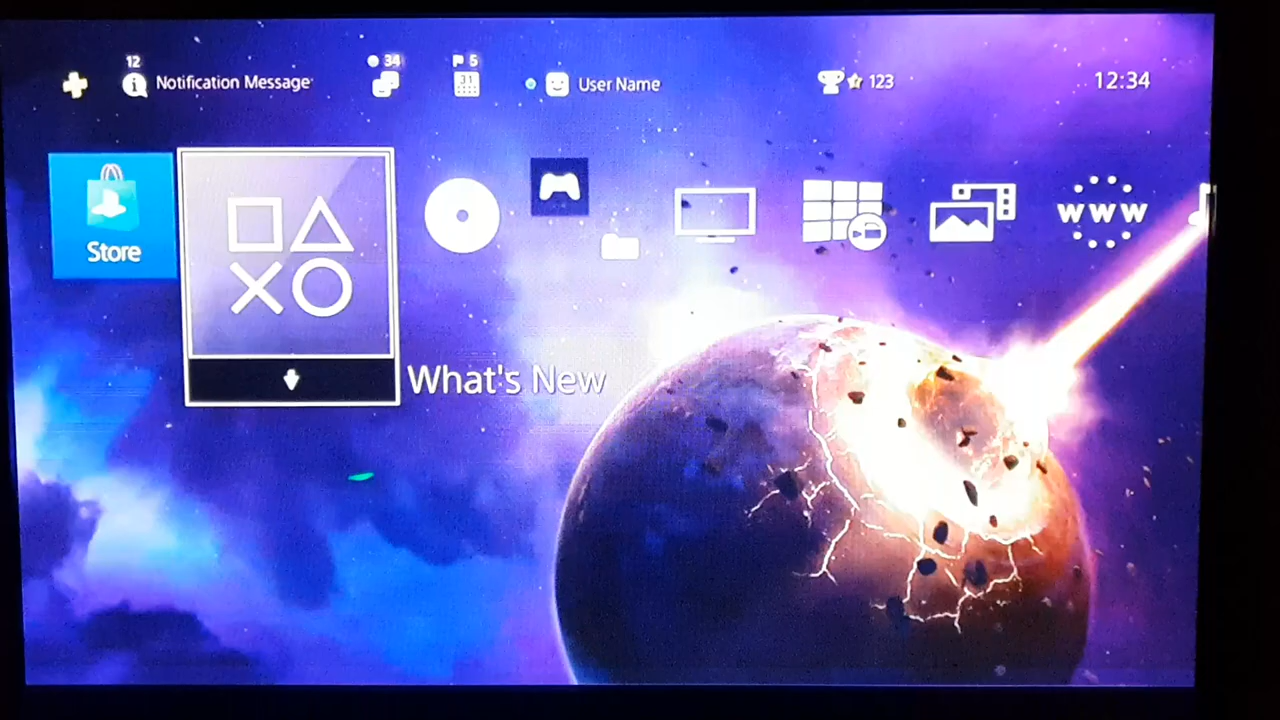 12
Notification Message
34
5
31
User Name
123
12:34
Store
WWW
What's New